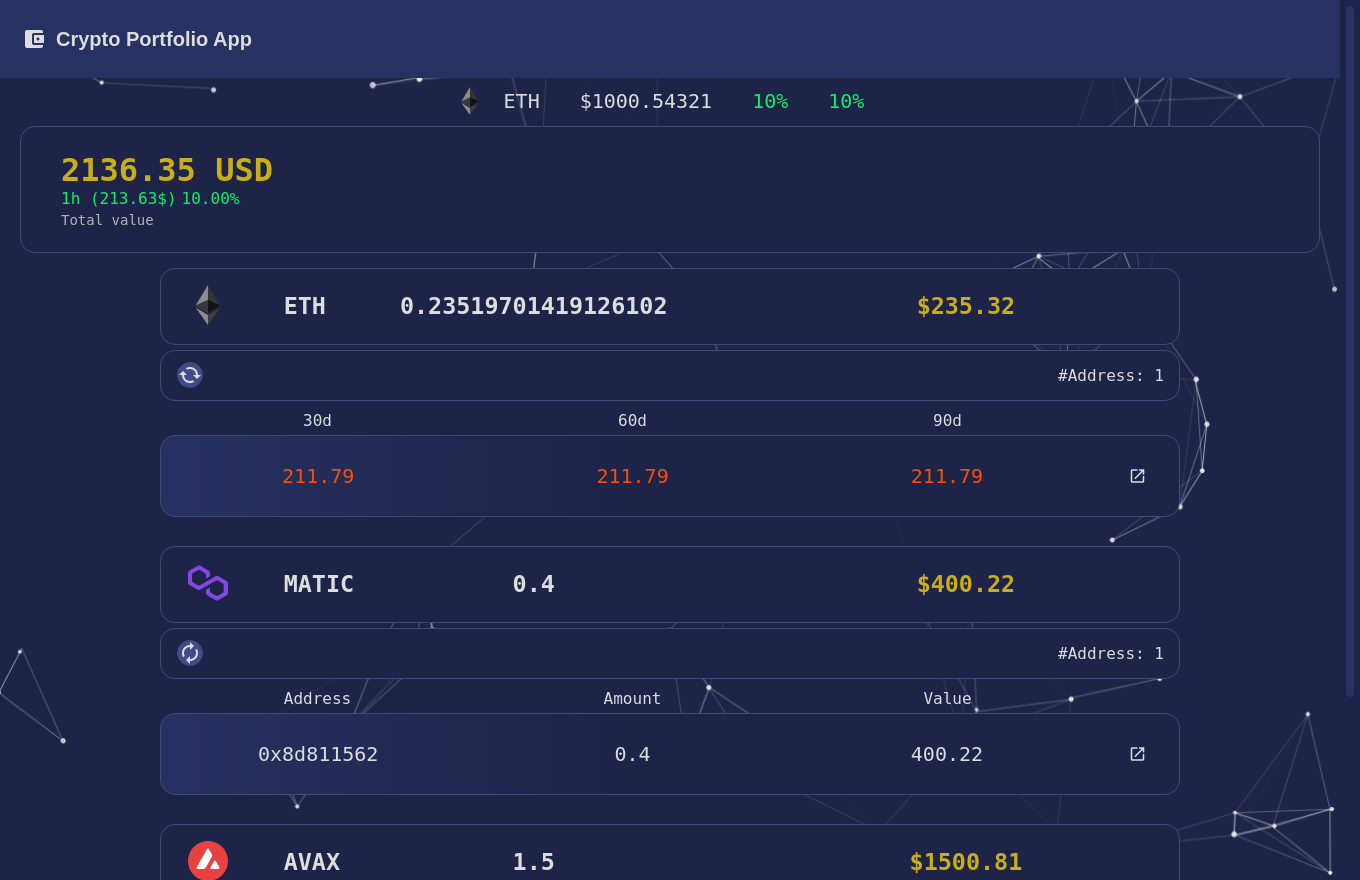 Crypto Portfolio App
ETH $1000.54321 10% 10%
2136.35 USD
1h (213.63$) 10.00%
Total value
ETH 0.23519701419126102 $235.32
#Address: 1
30d 60d 90d
211.79 211.79 211.79
MATIC 0.4 $400.22
#Address: 1
Address Amount Value
0x8d811562 0.4 400.22
AVAX 1.5 $1500.81